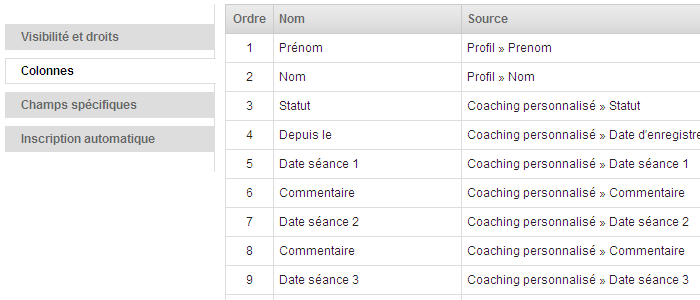 Visibilité et droits
Colonnes
Champs spécifiques
Inscription automatique
Ordre Nom Source
1 Prénom Profil » Prenom
2 Nom Profil » Nom
3 Statut Coaching personnalisé » Statut
4 Depuis le Coaching personnalisé » Date d'enregistre
5 Date séance 1 Coaching personnalisé » Date séance 1
6 Commentaire Coaching personnalisé » Commentaire
7 Date séance 2 Coaching personnalisé » Date séance 2
8 Commentaire Coaching personnalisé » Commentaire
9 Date séance 3 Coaching personnalisé » Date séance 3